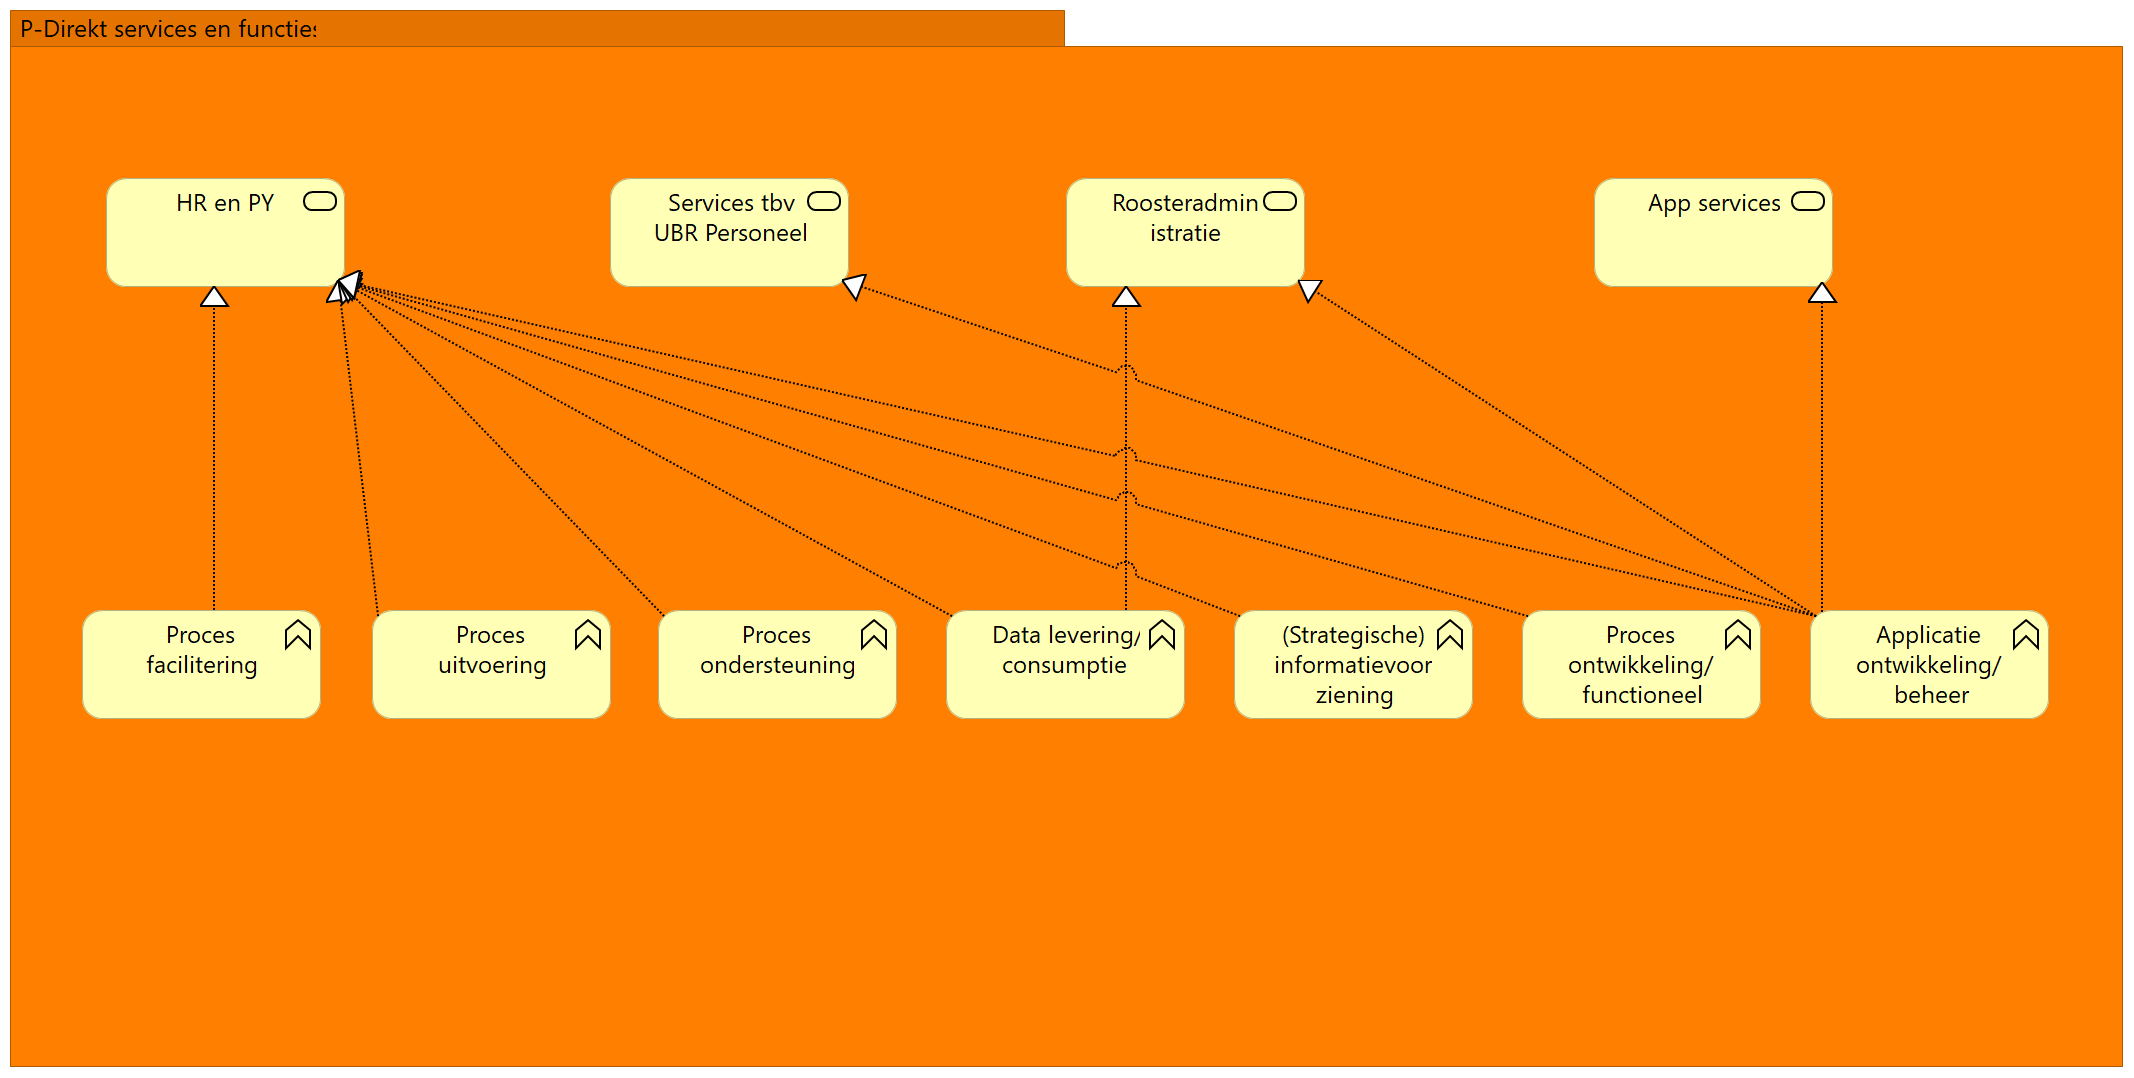 P-Direkt services en functies
HR en PY
Services tbv
UBR Personeel
Roosteradmin
istratie
App services
Proces
facilitering
Proces
uitvoering
Proces
ondersteuning
Data levering/
consumptie
(Strategische)
informatievoor
ziening
Proces
ontwikkeling/
functioneel
Applicatie
ontwikkeling/
beheer